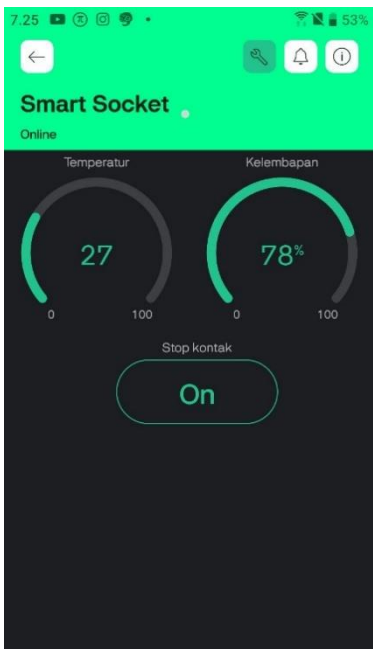 7.25 53%
Smart Socket
Online
Temperatur Kelembapan
27 78%
0 100 0 100
Stop kontak
On